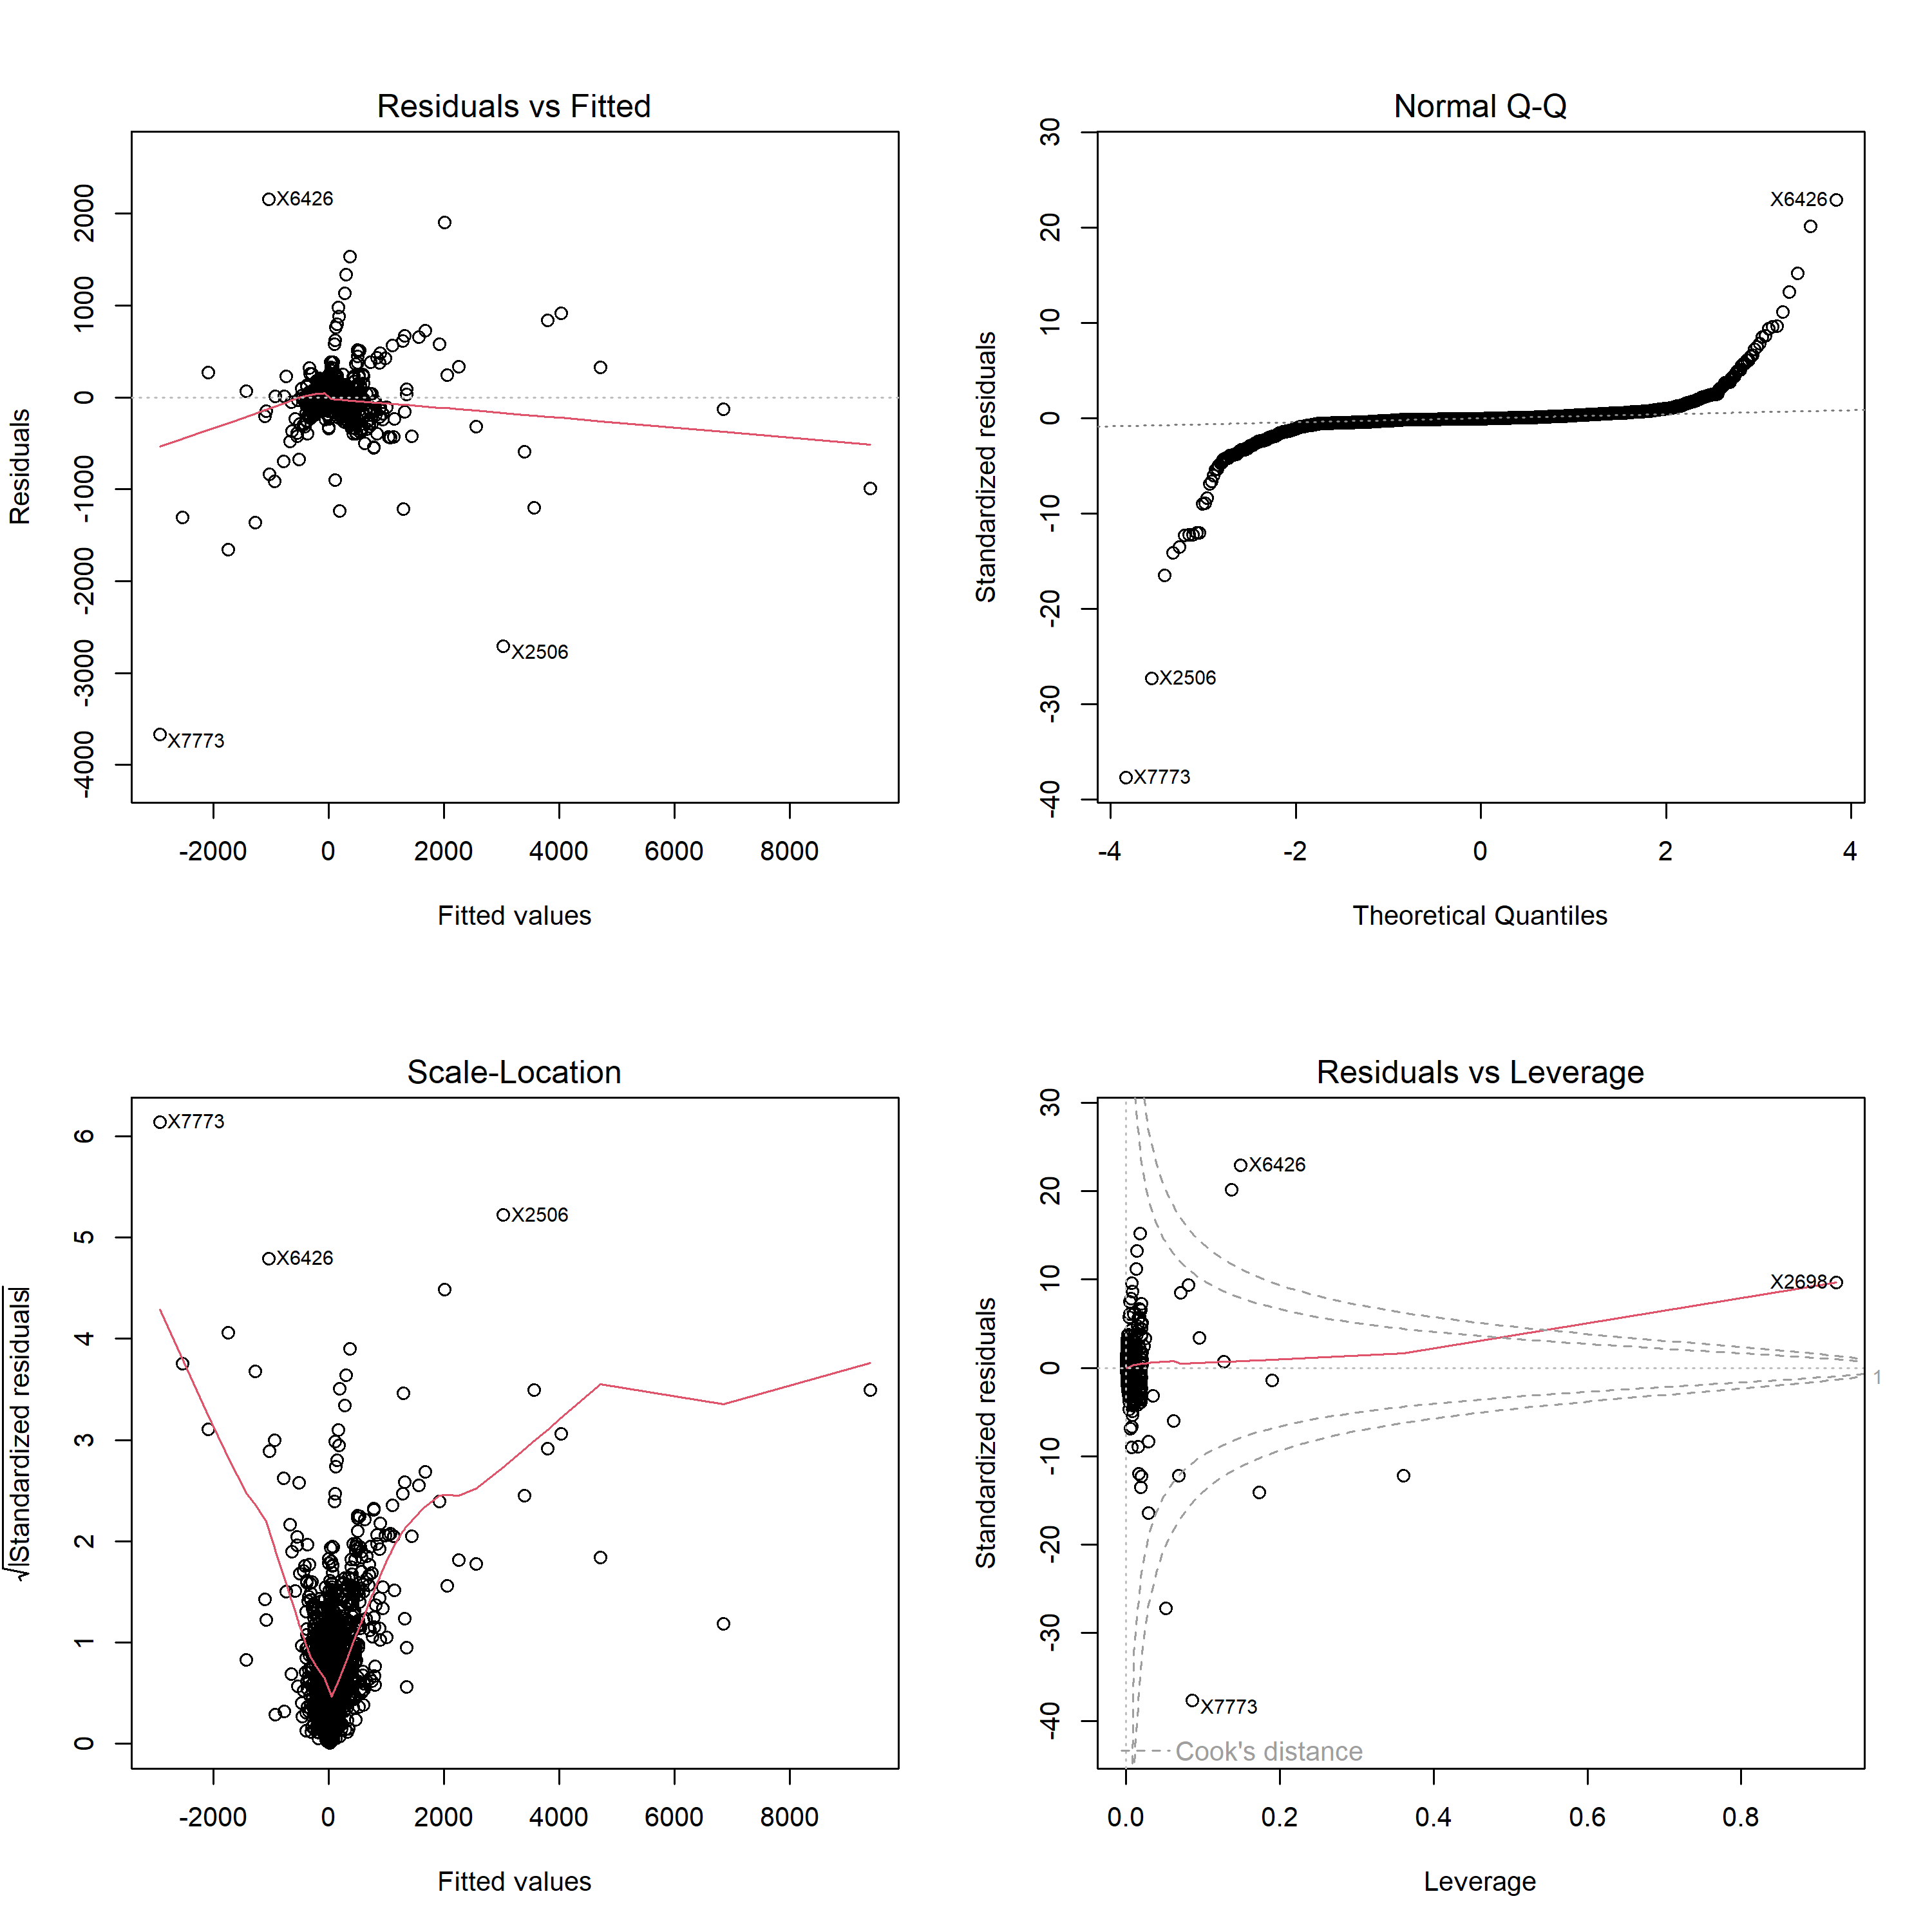 Residuals vs Fitted
Residuals
2000
1000
0
-1000
-2000
-3000
-4000
X6426
X2506
X7773
-2000 0 2000 4000 6000 8000
Fitted values
Normal Q-Q
Standardized residuals
30
20
10
0
-10
-20
-30
-40
X6426
X2506
X7773
-4 -2 0 2 4
Theoretical Quantiles
Scale-Location
√|Standardized residuals|
6
5
4
3
2
1
0
X7773
X2506
X6426
-2000 0 2000 4000 6000 8000
Fitted values
Residuals vs Leverage
Standardized residuals
30
20
10
0
-10
-20
-30
-40
X6426
X2698
1
X7773
Cook's distance
0.0 0.2 0.4 0.6 0.8
Leverage